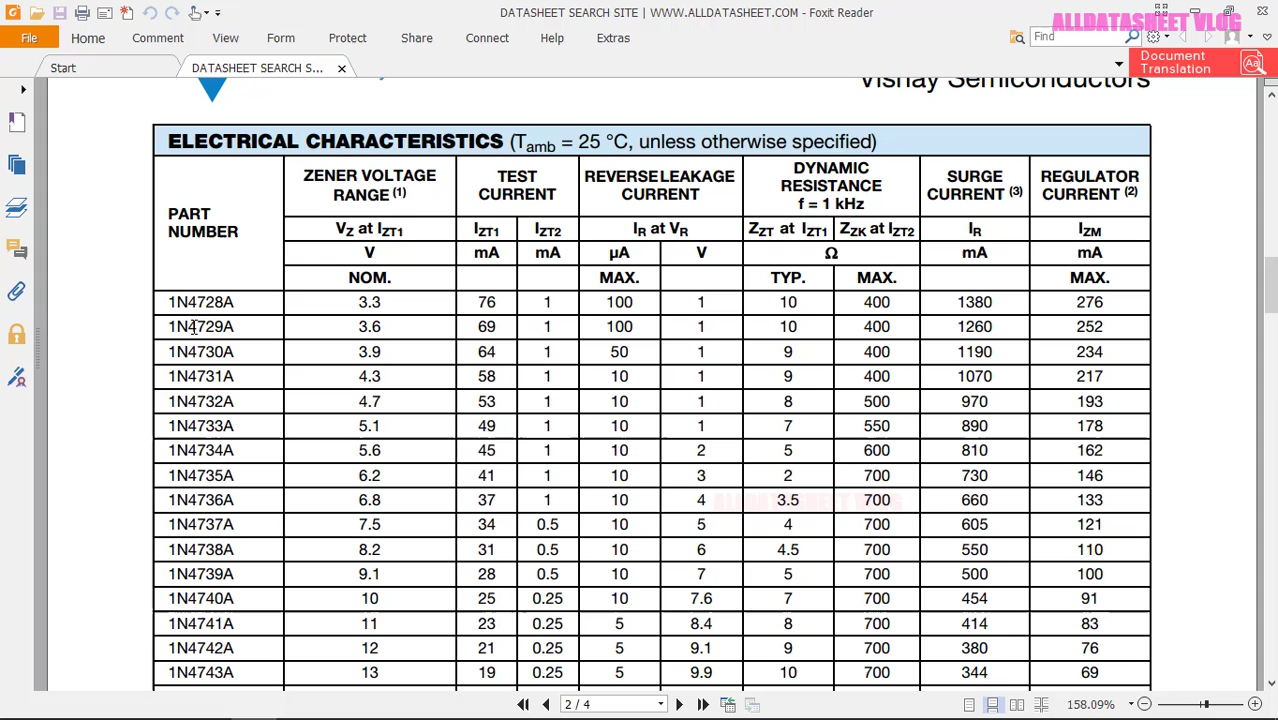 DATASHEET SEARCH SITE | WWW.ALLDATASHEET.COM - Foxit Reader
ALLDATASHEET VLOG
File Home Comment View Form Protect Share Connect Help Extras Find
Document
Translation
Start DATASHEET SEARCH S...
Vishay Semiconductors
ELECTRICAL CHARACTERISTICS (Tamb = 25 °C, unless otherwise specified)
PART NUMBER ZENER VOLTAGE RANGE (1) TEST CURRENT REVERSE LEAKAGE CURRENT DYNAMIC RESISTANCE f = 1 kHz SURGE CURRENT (3) REGULATOR CURRENT (2)
VZ at IZT1 IZT1 IZT2 IR at VR ZZT at IZT1 ZZK at IZT2 IR IZM
V mA mA µA V Ω mA mA
NOM. MAX. TYP. MAX. MAX.
1N4728A 3.3 76 1 100 1 10 400 1380 276
1N4729A 3.6 69 1 100 1 10 400 1260 252
1N4730A 3.9 64 1 50 1 9 400 1190 234
1N4731A 4.3 58 1 10 1 9 400 1070 217
1N4732A 4.7 53 1 10 1 8 500 970 193
1N4733A 5.1 49 1 10 1 7 550 890 178
1N4734A 5.6 45 1 10 2 5 600 810 162
1N4735A 6.2 41 1 10 3 2 700 730 146
1N4736A 6.8 37 1 10 4 3.5 700 660 133
ALLDATASHEET VLOG
1N4737A 7.5 34 0.5 10 5 4 700 605 121
1N4738A 8.2 31 0.5 10 6 4.5 700 550 110
1N4739A 9.1 28 0.5 10 7 5 700 500 100
1N4740A 10 25 0.25 10 7.6 7 700 454 91
1N4741A 11 23 0.25 5 8.4 8 700 414 83
1N4742A 12 21 0.25 5 9.1 9 700 380 76
1N4743A 13 19 0.25 5 9.9 10 700 344 69
2 / 4 158.09%